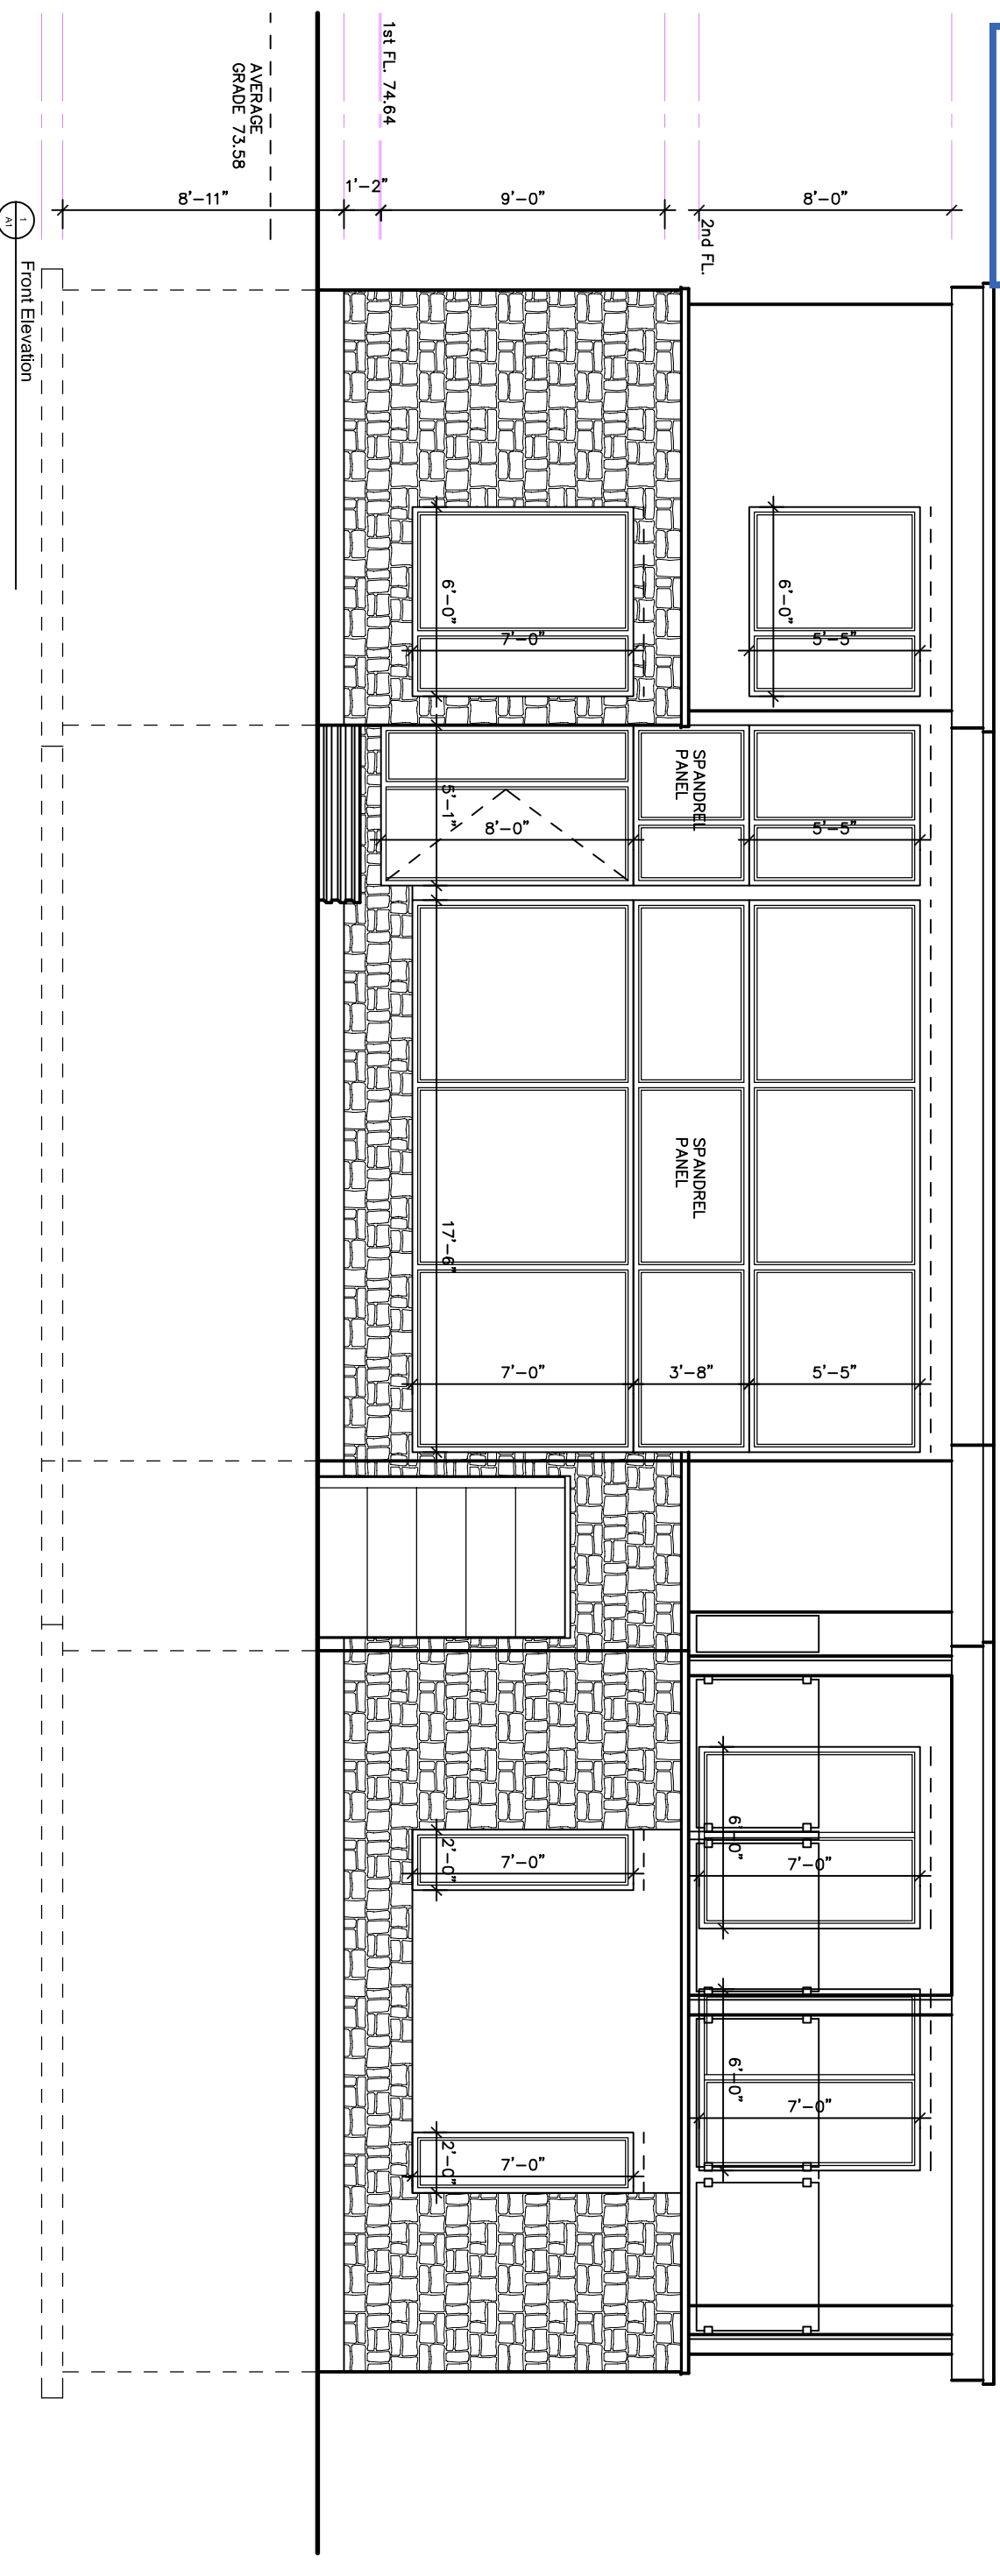 1st FL. 74.64
AVERAGE
GRADE 73.58
8'-11"
1'-2"
9'-0"
8'-0"
2nd FL.
1
A1
Front Elevation
6'-0"
7'-0"
6'-0"
5'-5"
5'-1"
8'-0"
SPANDREL
PANEL
5'-5"
SPANDREL
PANEL
17'-6"
7'-0"
3'-8"
5'-5"
2'-0"
7'-0"
6'-0"
7'-0"
6'-0"
7'-0"
2'-0"
7'-0"